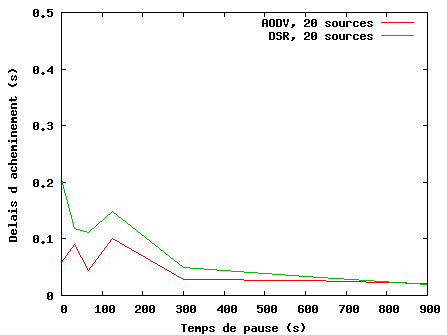 0.5
AODV, 20 sources
DSR, 20 sources
0.4
0.3
0.2
0.1
0
Delais d acheminement (s)
0 100 200 300 400 500 600 700 800 900
Temps de pause (s)